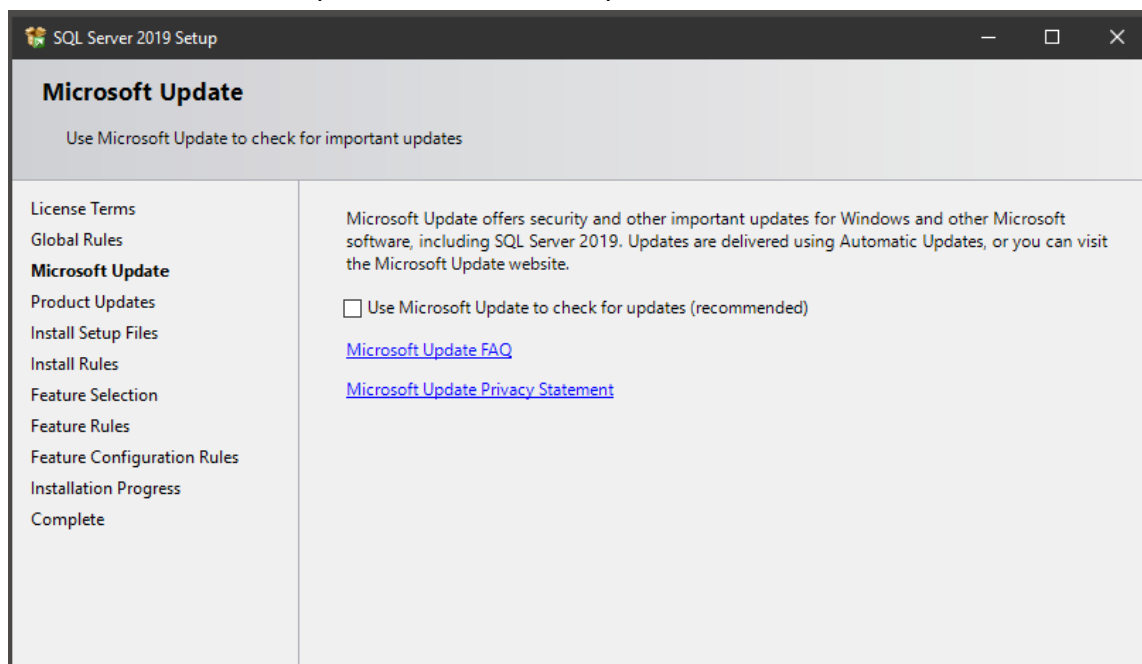 SQL Server 2019 Setup
Microsoft Update
Use Microsoft Update to check for important updates
License Terms
Global Rules
Microsoft Update
Product Updates
Install Setup Files
Install Rules
Feature Selection
Feature Rules
Feature Configuration Rules
Installation Progress
Complete
Microsoft Update offers security and other important updates for Windows and other Microsoft
software, including SQL Server 2019. Updates are delivered using Automatic Updates, or you can visit
the Microsoft Update website.
Use Microsoft Update to check for updates (recommended)
Microsoft Update FAQ
Microsoft Update Privacy Statement